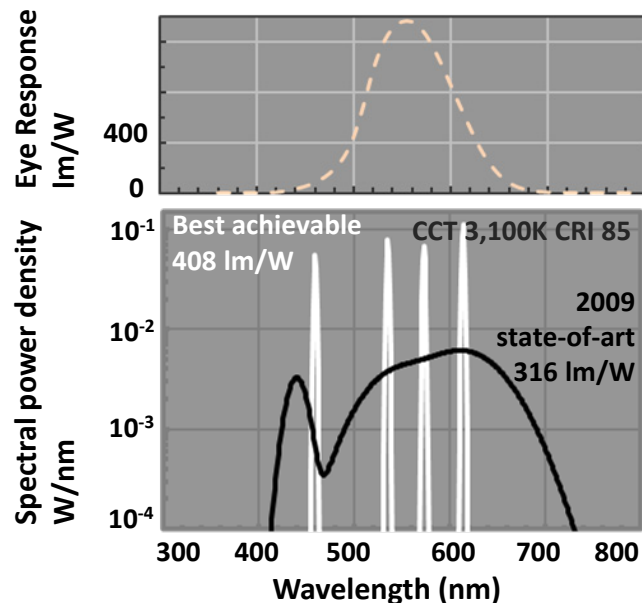 Eye Response
lm/W
400
0
Spectral power density
W/nm
10-1
10-2
10-3
10-4
Best achievable
408 lm/W
CCT 3,100K CRI 85
2009
state-of-art
316 lm/W
300 400 500 600 700 800
Wavelength (nm)